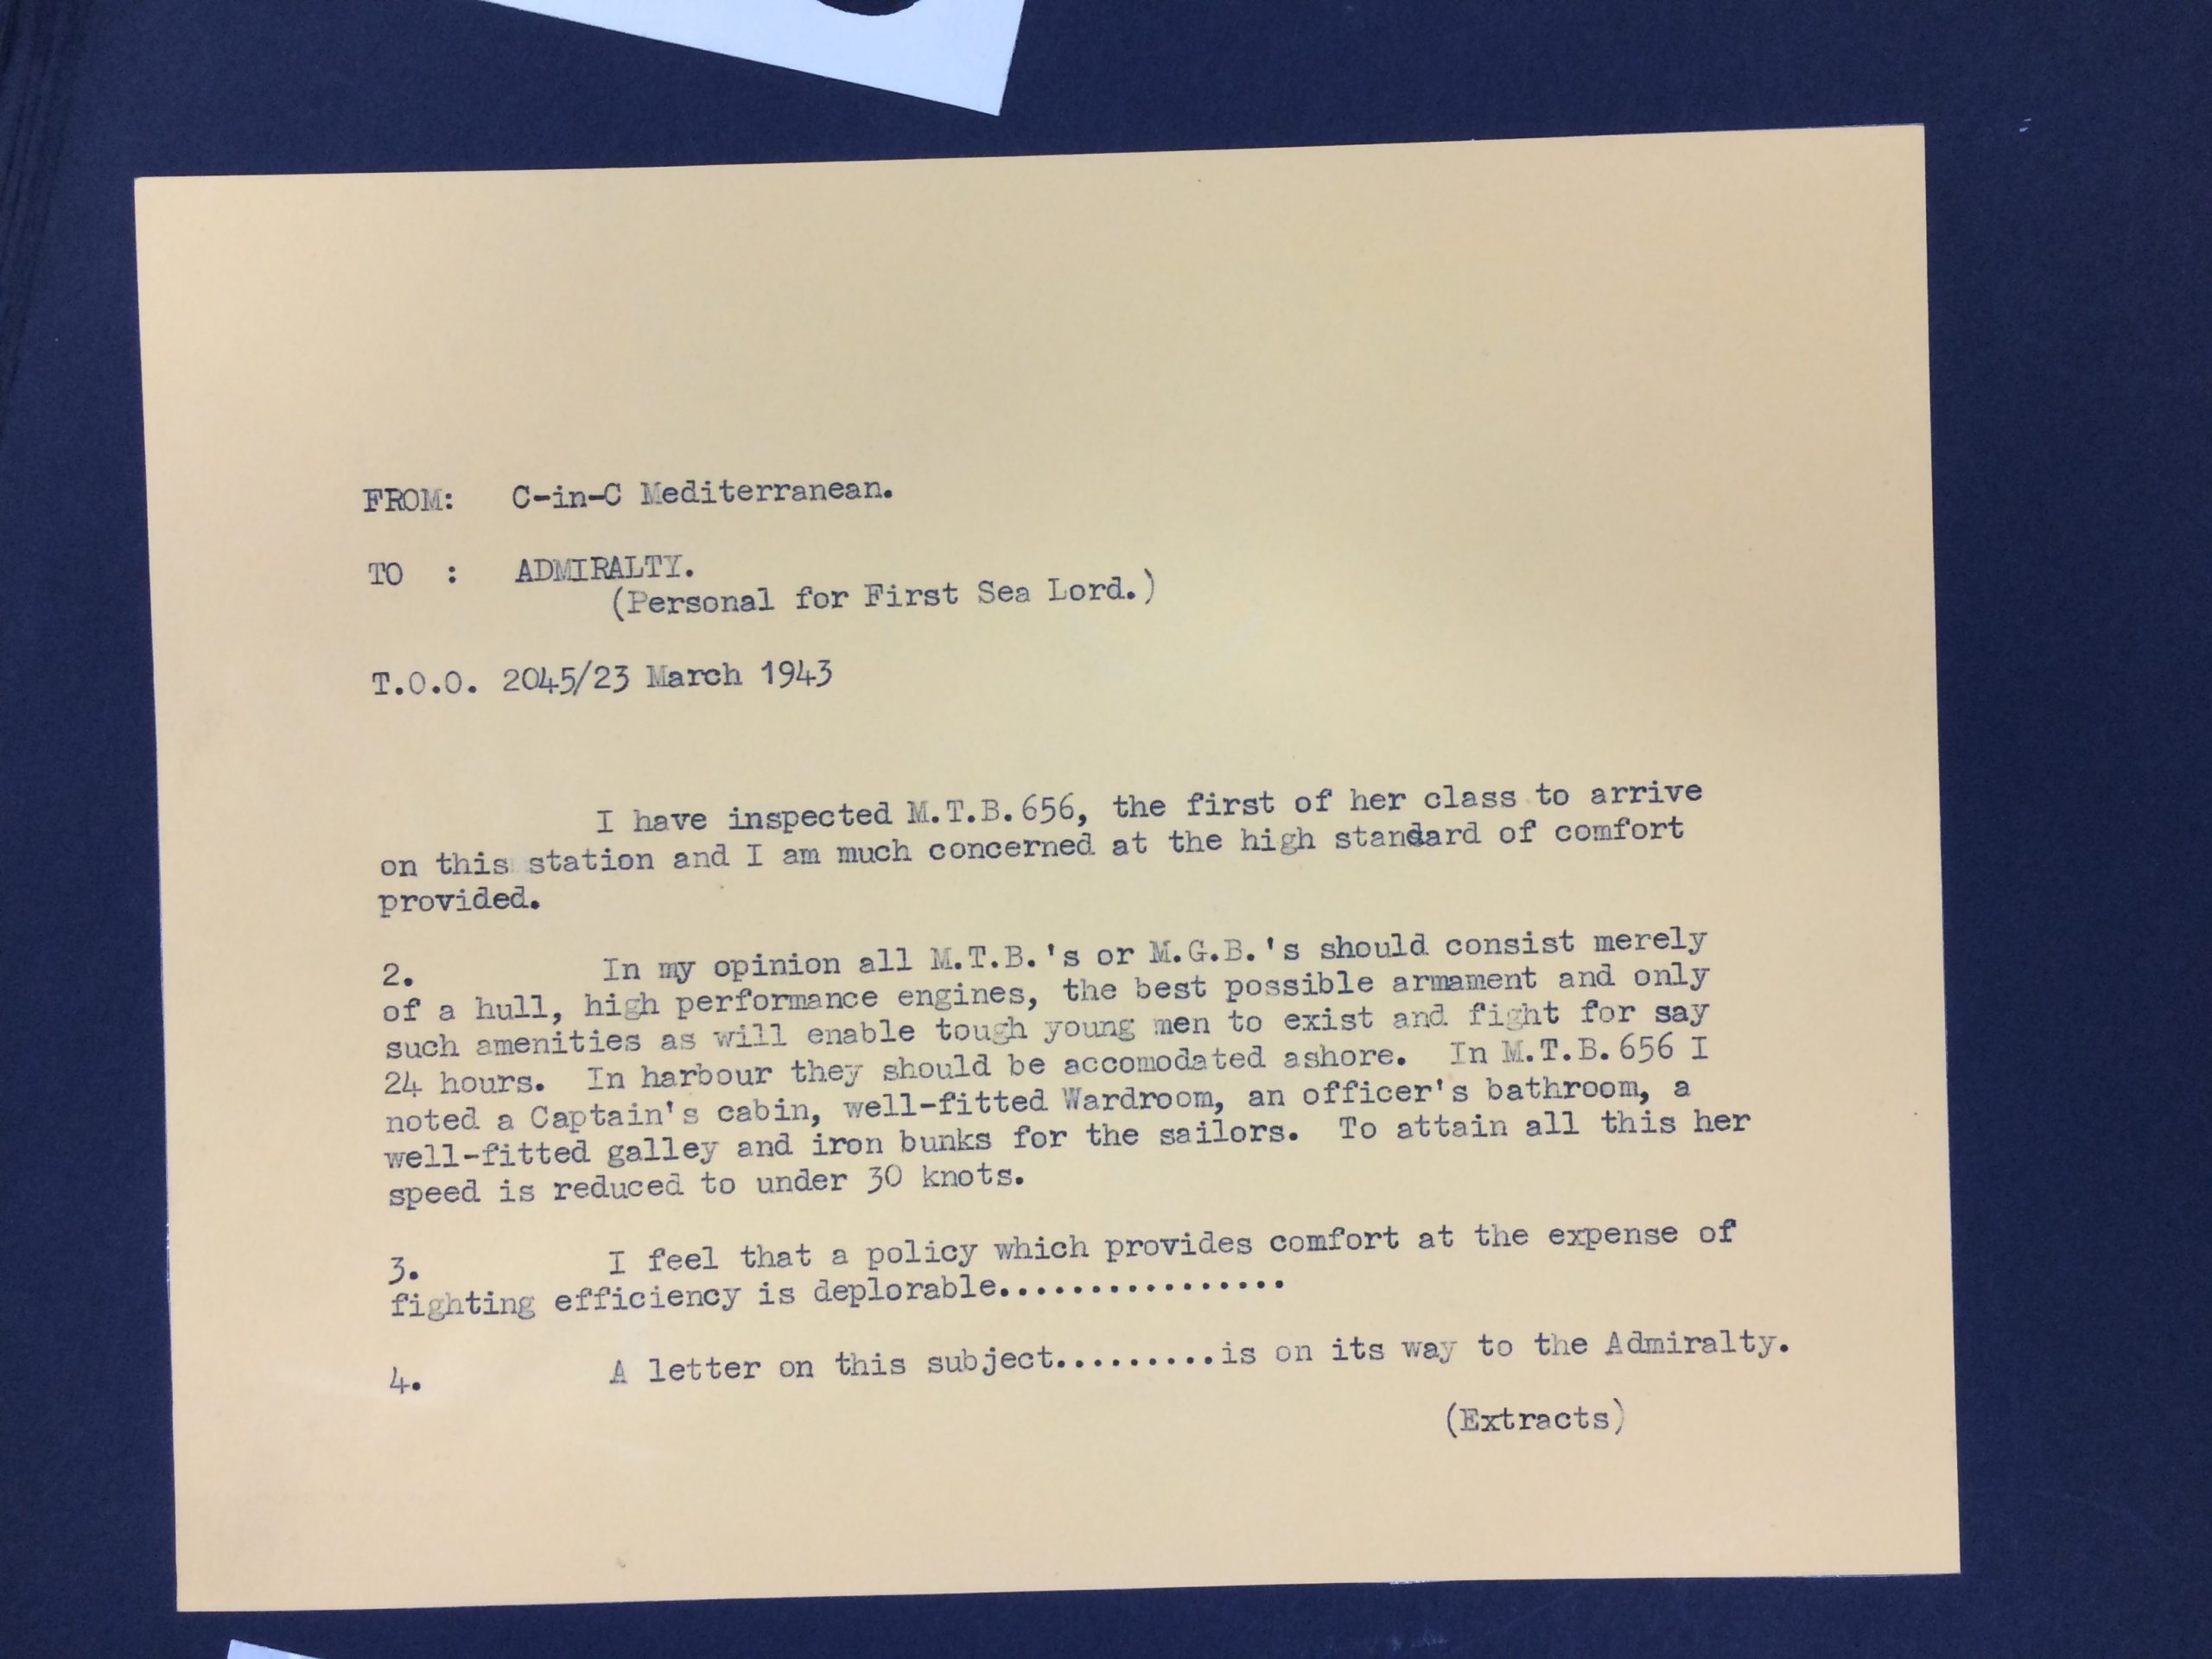 FROM: C-in-C Mediterranean.
TO : ADMIRALTY.
(Personal for First Sea Lord.)
T.O.O. 2045/23 March 1943
I have inspected M.T.B.656, the first of her class to arrive
on this station and I am much concerned at the high standard of comfort
provided.
2. In my opinion all M.T.B.'s or M.G.B.'s should consist merely
of a hull, high performance engines, the best possible armament and only
such amenities as will enable tough young men to exist and fight for say
24 hours. In harbour they should be accomodated ashore. In M.T.B.656 I
noted a Captain's cabin, well-fitted Wardroom, an officer's bathroom, a
well-fitted galley and iron bunks for the sailors. To attain all this her
speed is reduced to under 30 knots.
3. I feel that a policy which provides comfort at the expense of
fighting efficiency is deplorable................
4. A letter on this subject.........is on its way to the Admiralty.
(Extracts)